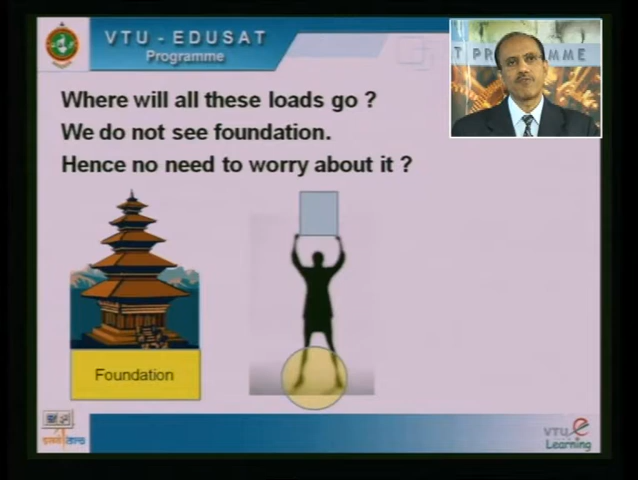 VTU - EDUSAT
Programme
T PROGRAMME
Where will all these loads go ?
We do not see foundation.
Hence no need to worry about it ?
Foundation
VTU e
Learning